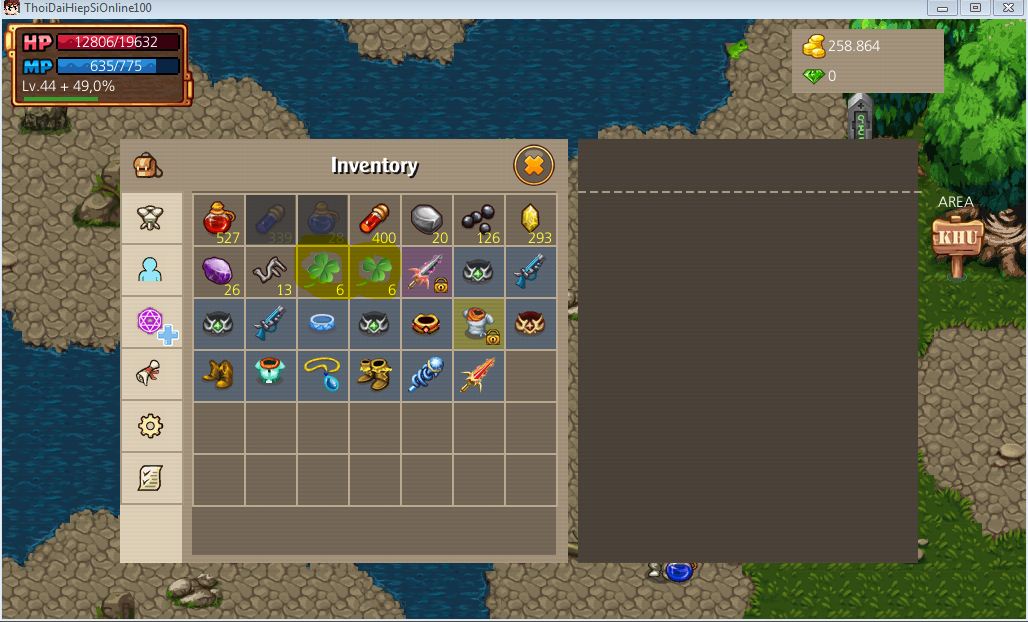 ThoiDaiHiepSiOnline100
HP 12806/19632
MP 635/775
Lv.44 + 49,0%
258.864
0
Inventory
527 339 28 400 20 126 293
26 13 6 6
AREA
KHU